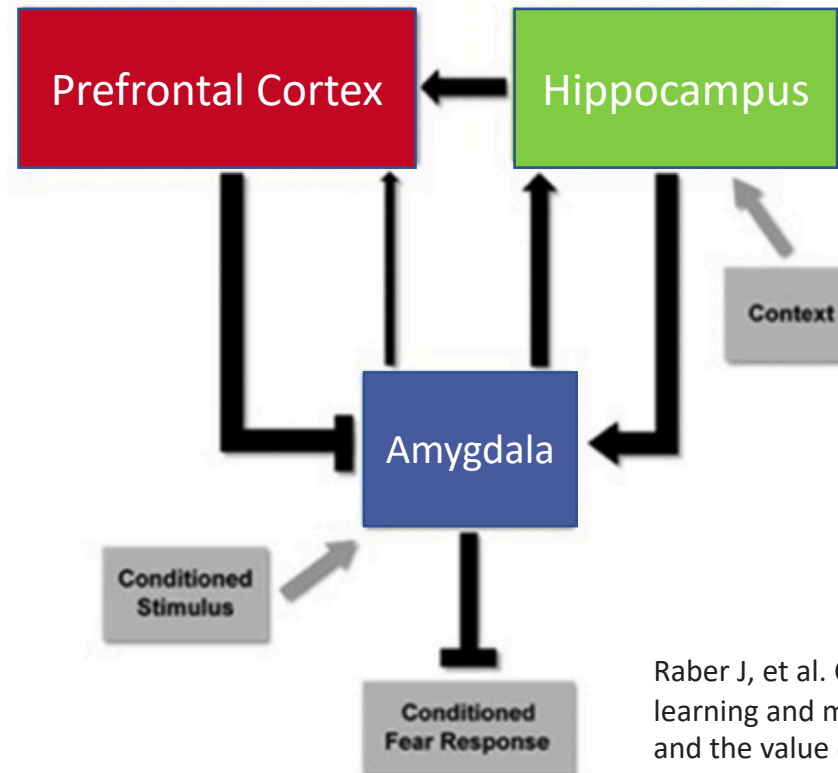 Prefrontal Cortex
Hippocampus
Context
Amygdala
Conditioned
Stimulus
Conditioned
Fear Response
Raber J, et al.
learning and
and the value